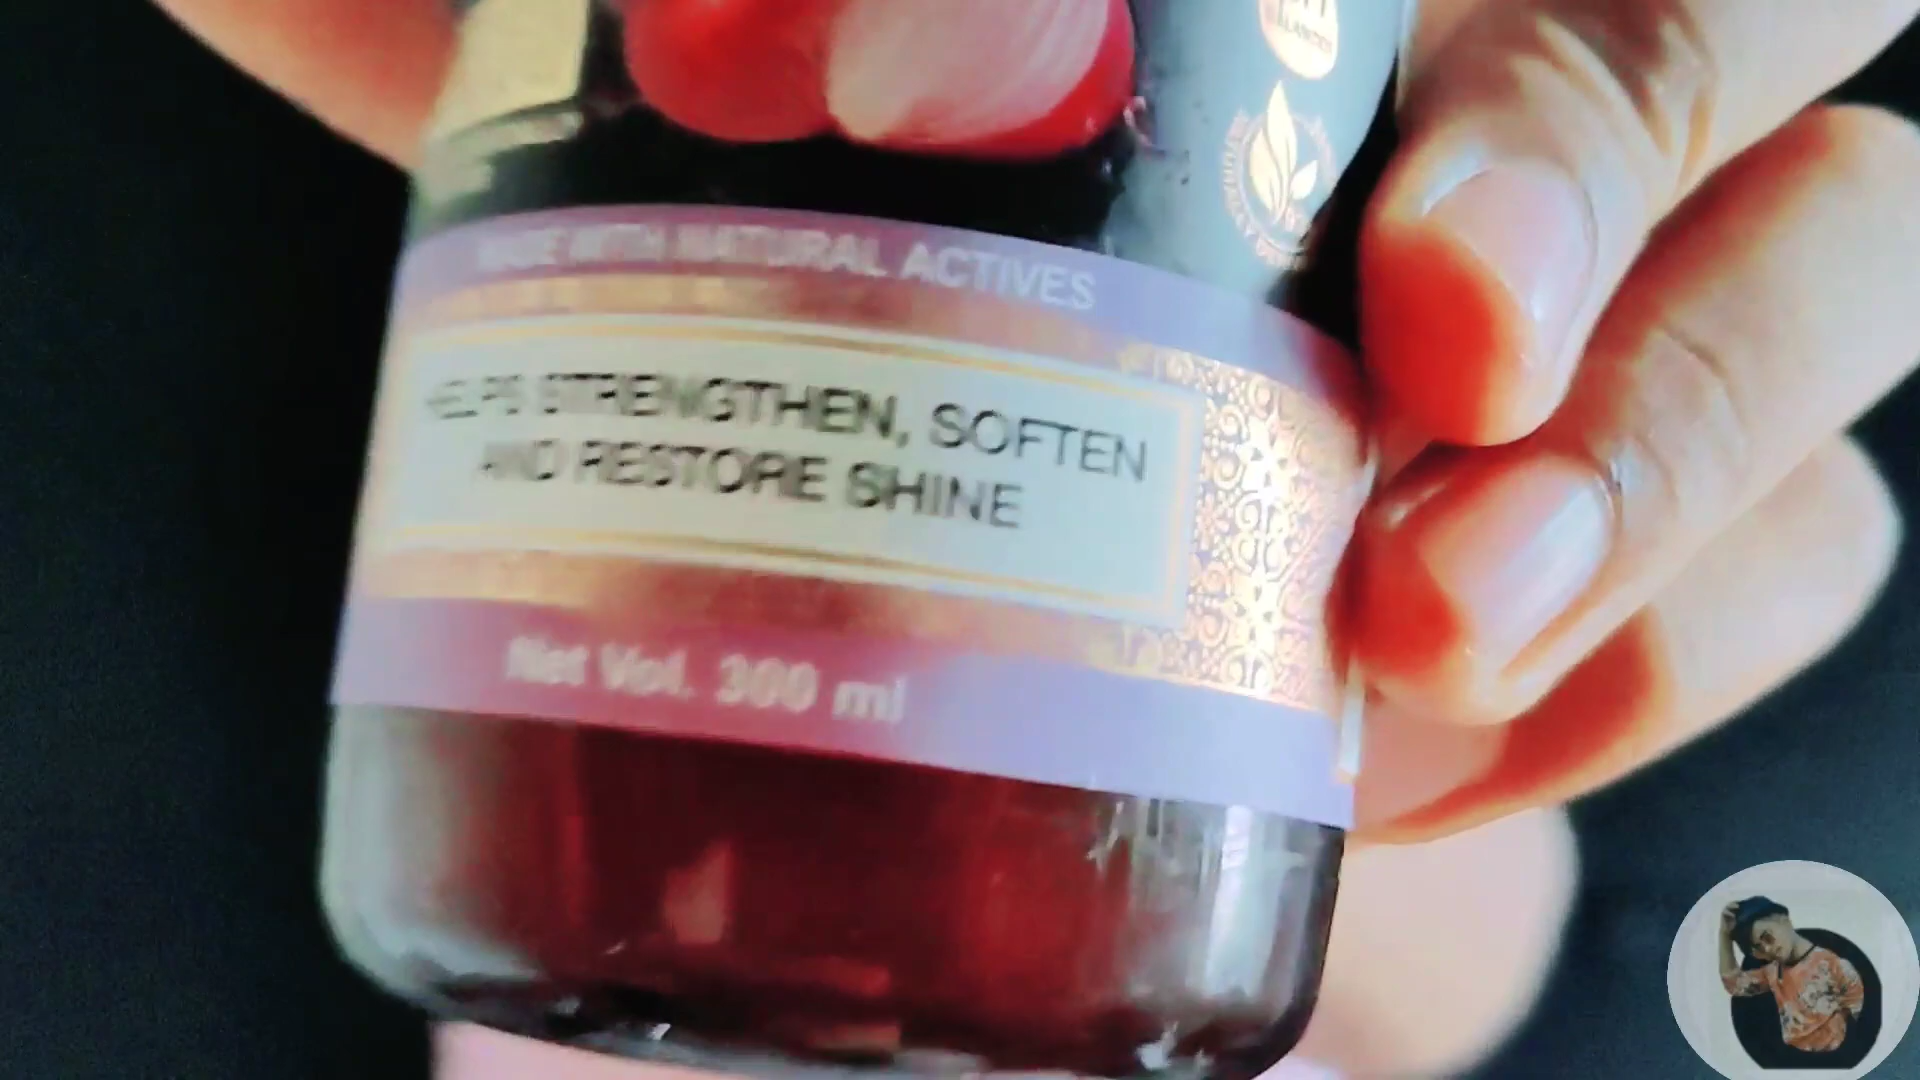 MADE WITH NATURAL ACTIVES
HELPS STRENGTHEN, SOFTEN
AND RESTORE SHINE
Net Vol. 300 ml